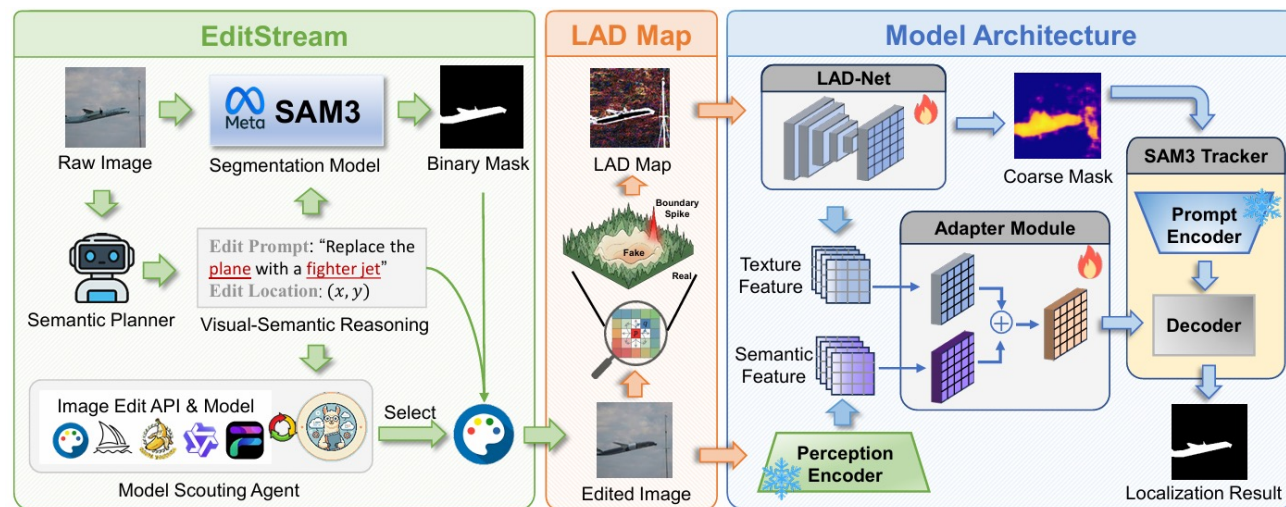 EditStream
LAD Map
Model Architecture
Meta
SAM3
Raw Image
Segmentation Model
Binary Mask
Edit Prompt: “Replace the
plane with a fighter jet”
Edit Location: (x, y)
Semantic Planner
Visual-Semantic Reasoning
Image Edit API & Model
Select
Model Scouting Agent
LAD Map
Boundary
Spike
Fake
Real
Edited Image
LAD-Net
Coarse Mask
SAM3 Tracker
Prompt
Encoder
Adapter Module
Texture
Feature
Semantic
Feature
Decoder
Perception
Encoder
Localization Result